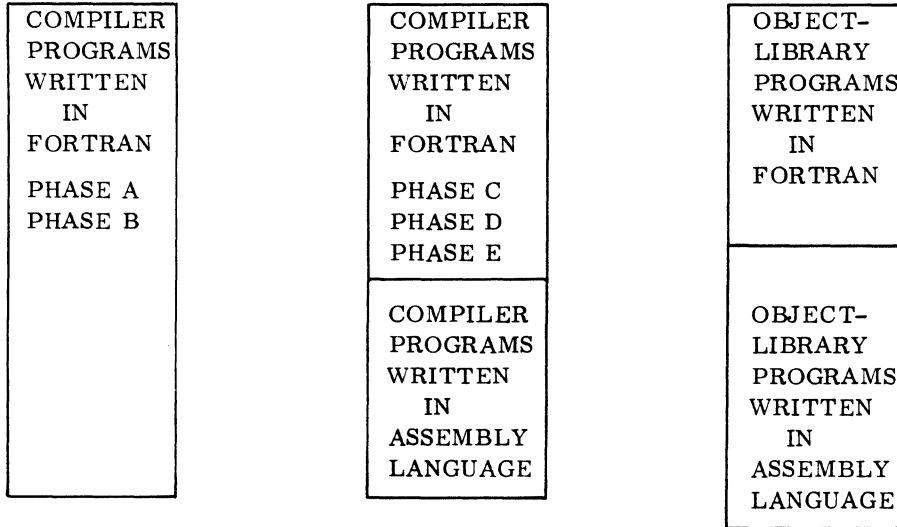 COMPILER
PROGRAMS
WRITTEN
IN
FORTRAN
PHASE A
PHASE B
COMPILER
PROGRAMS
WRITTEN
IN
FORTRAN
PHASE C
PHASE D
PHASE E
COMPILER
PROGRAMS
WRITTEN
IN
ASSEMBLY
LANGUAGE
OBJECT-
LIBRARY
PROGRAMS
WRITTEN
IN
FORTRAN
OBJECT-
LIBRARY
PROGRAMS
WRITTEN
IN
ASSEMBLY
LANGUAGE